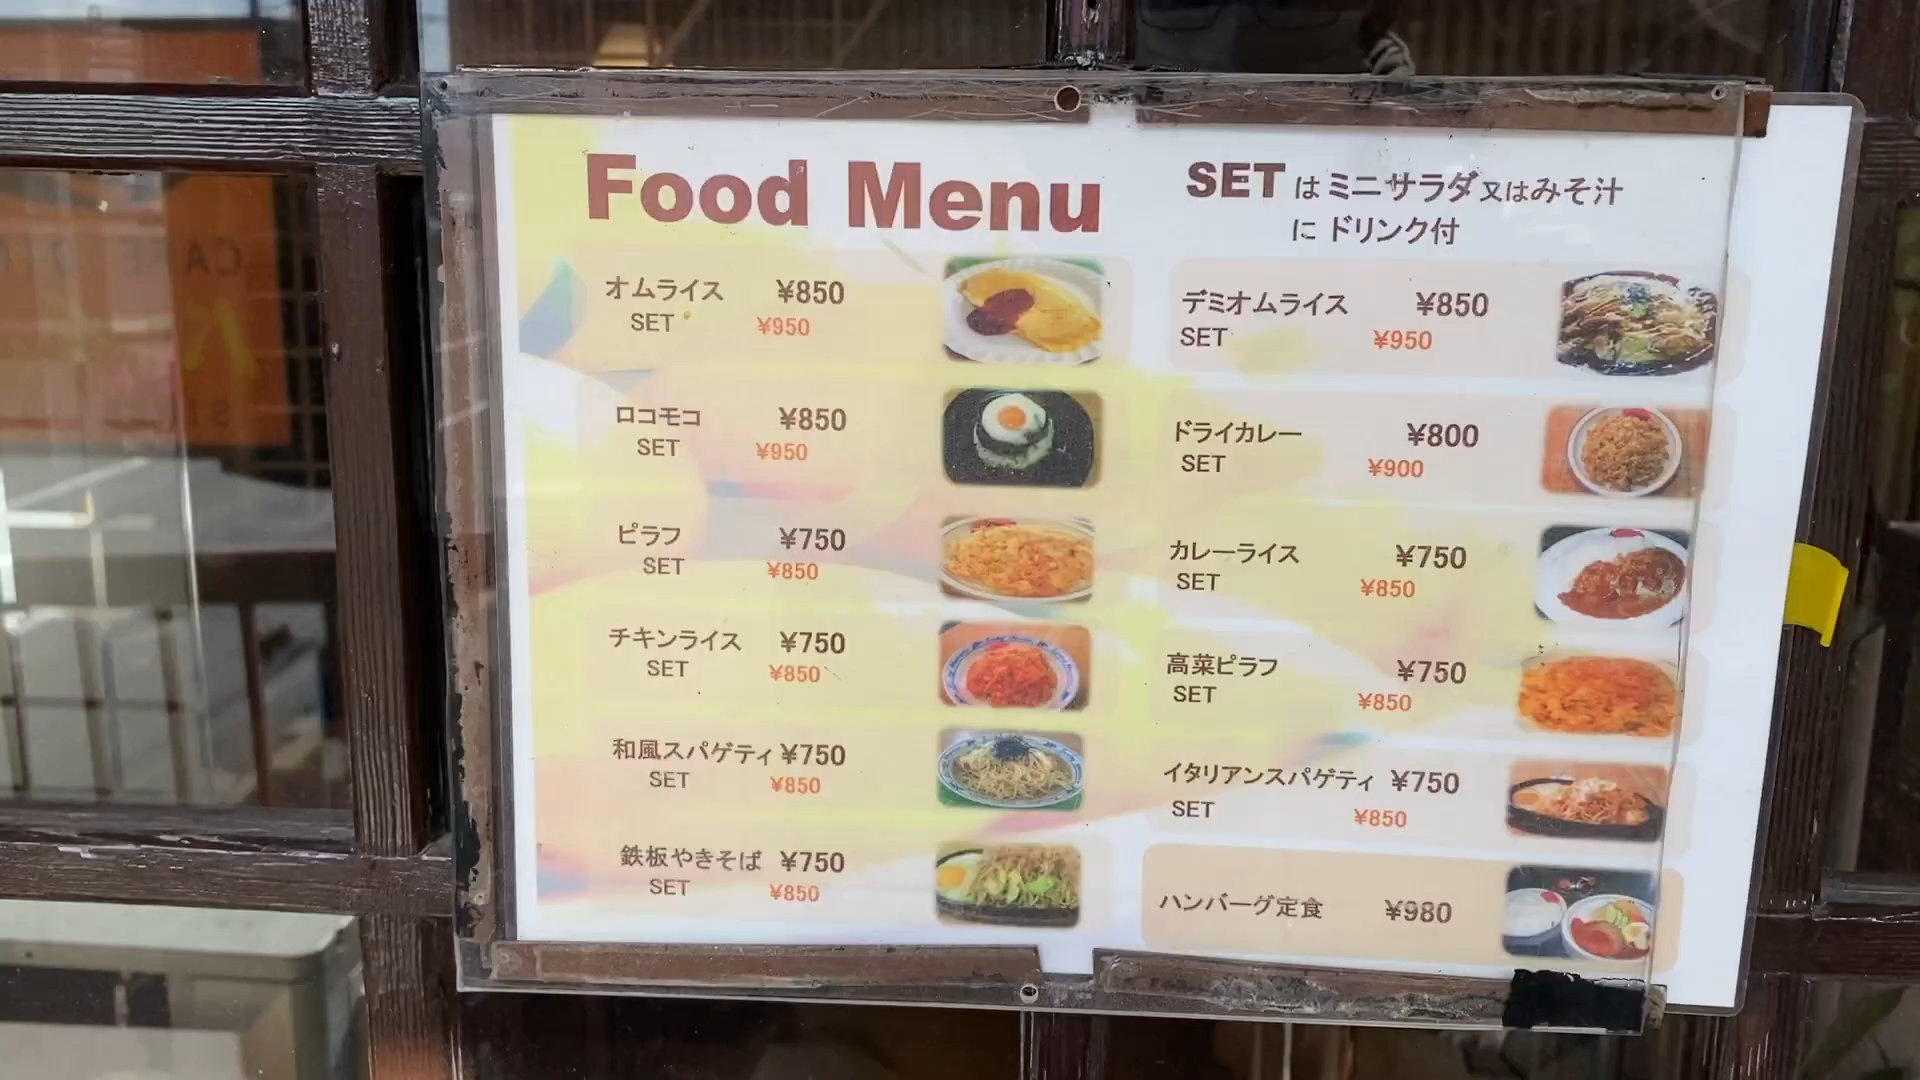 Food Menu
オムライス ¥850
SET ¥950
ロコモコ ¥850
SET ¥950
ピラフ ¥750
SET ¥850
チキンライス ¥750
SET ¥850
和風スパゲティ ¥750
SET ¥850
鉄板やきそば ¥750
SET ¥850
SET は ミニサラダ又はみそ汁
に ドリンク付
デミオムライス ¥850
SET ¥950
ドライカレー ¥800
SET ¥900
カレーライス ¥750
SET ¥850
高菜ピラフ ¥750
SET ¥850
イタリアンスパゲティ ¥750
SET ¥850
ハンバーグ定食 ¥980